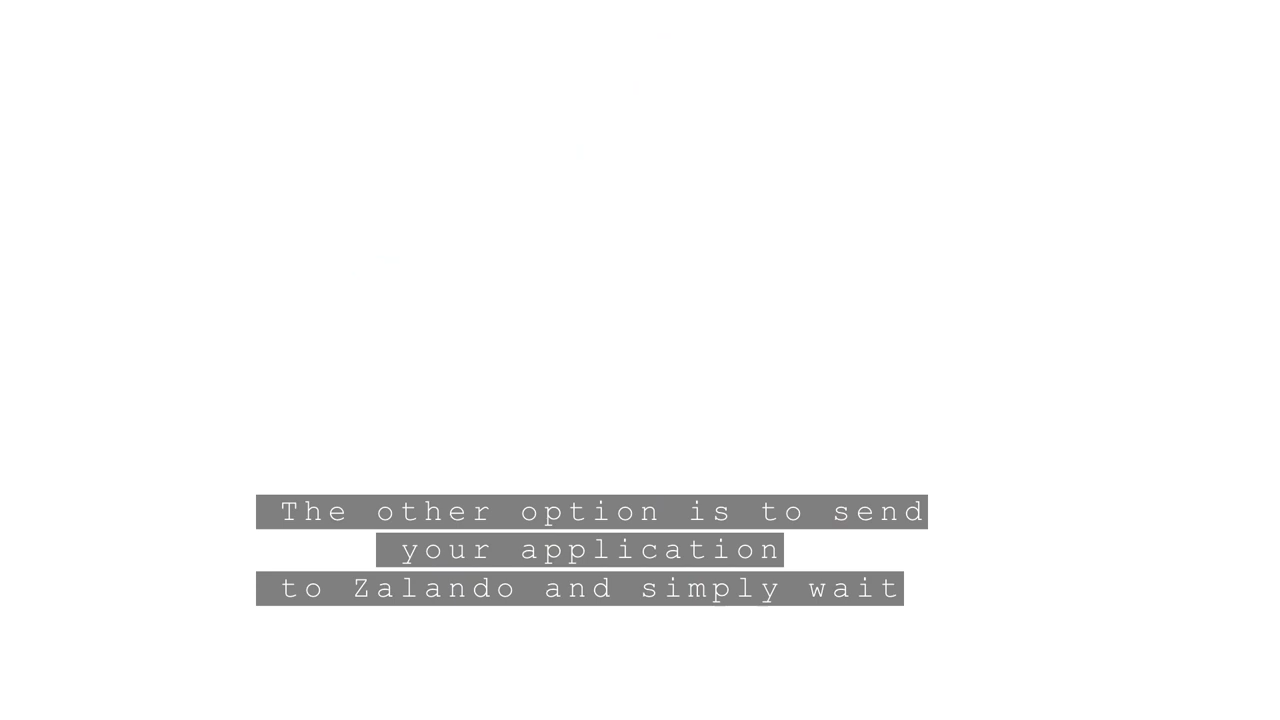 The other option is to send
your application
to Zalando and simply wait